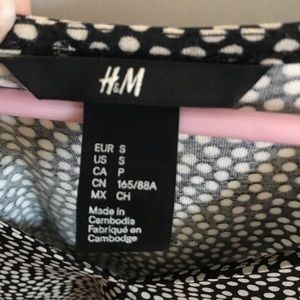 H&M
EUR S
US S
CA P
CN 165/88A
MX CH
Made in
Cambodia
Fabriqué en
Cambodge